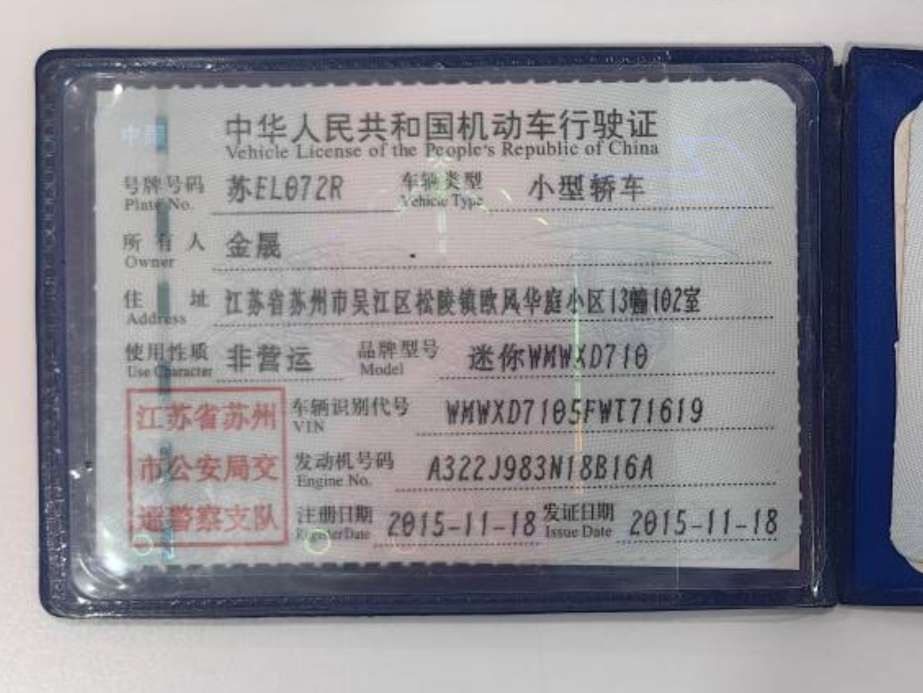 中华人民共和国机动车行驶证
Vehicle License of the People's Republic of China
号牌号码 苏EL072R 车辆类型 小型轿车
Plate No. Vehicle Type
所有人 金晟
Owner
住址 江苏省苏州市吴江区松陵镇欧风华庭小区13幢102室
Address
使用性质 非营运 品牌型号 迷你WMWXD710
Use Character Model
江苏省苏州 车辆识别代号 WMWXD7105FWT71619
VIN
市公安局交 发动机号码 A322J983N18B16A
Engine No.
通警察支队 注册日期 2015-11-18 发证日期 2015-11-18
Register Date Issue Date